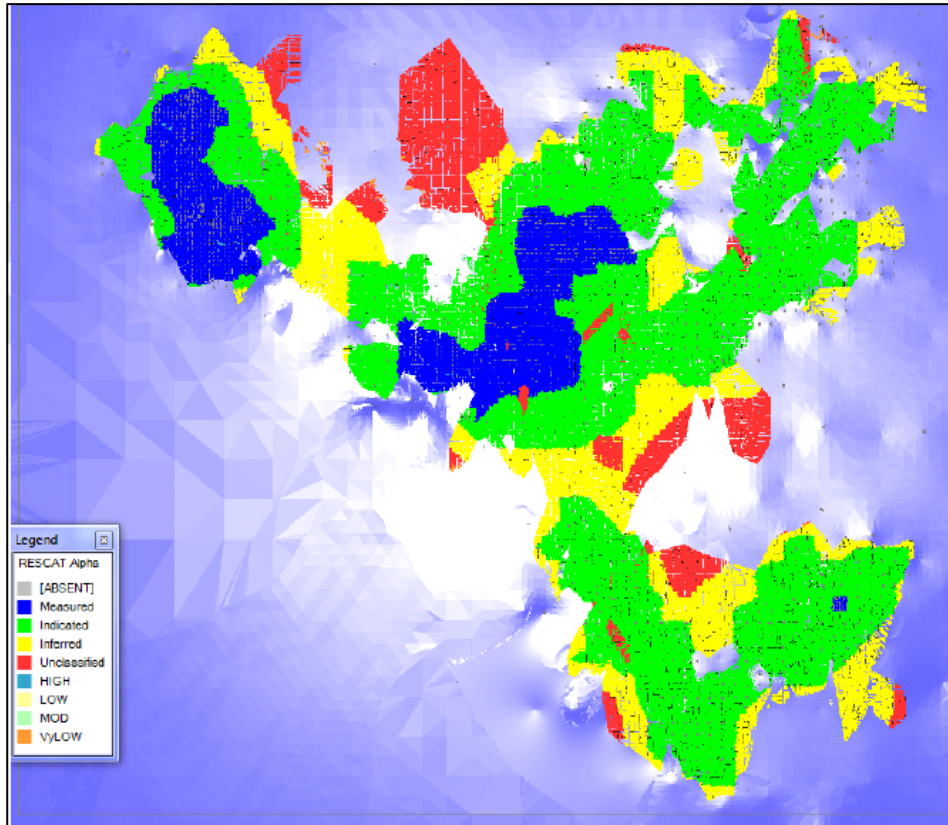 Legend
RESCAT Alpha
[ABSENT]
Measured
Indicated
Inferred
Unclassified
HIGH
LOW
MOD
VyLOW